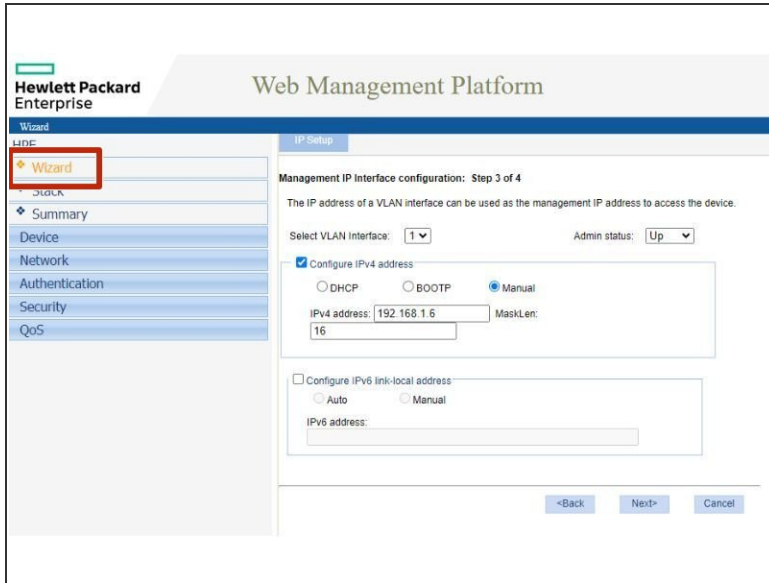 Hewlett Packard
Enterprise
Web Management Platform
Wizard
HPE
IP Setup
Wizard
Stack
Summary
Device
Network
Authentication
Security
QoS
Management IP Interface configuration: Step 3 of 4
The IP address of a VLAN interface can be used as the management IP address to access the device.
Select VLAN Interface: 1 Admin status: Up
Configure IPv4 address
DHCP BOOTP Manual
IPv4 address: 192.168.1.6 MaskLen:
16
Configure IPv6 link-local address
Auto Manual
IPv6 address:
<Back Next> Cancel